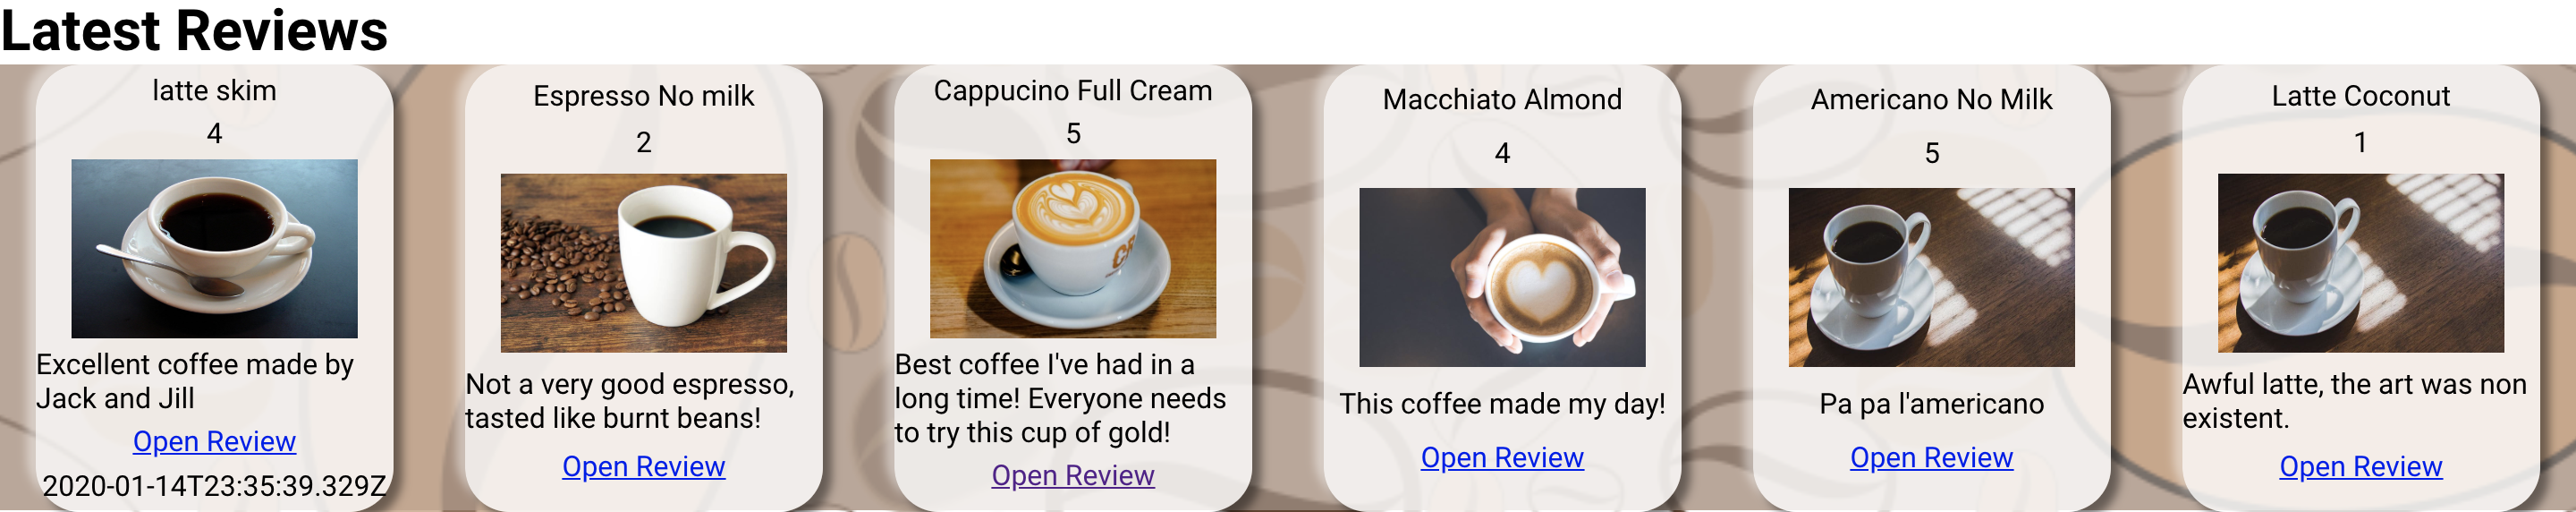 Latest Reviews
latte skim
4
Excellent coffee made by
Jack and Jill
Open Review
2020-01-14T23:35:39.329Z
Espresso No milk
2
Not a very good espresso,
tasted like burnt beans!
Open Review
Cappucino Full Cream
5
Best coffee I've had in a
long time! Everyone needs
to try this cup of gold!
Open Review
Macchiato Almond
4
This coffee made my day!
Open Review
Americano No Milk
5
Pa pa l'americano
Open Review
Latte Coconut
1
Awful latte, the art was non
existent.
Open Review